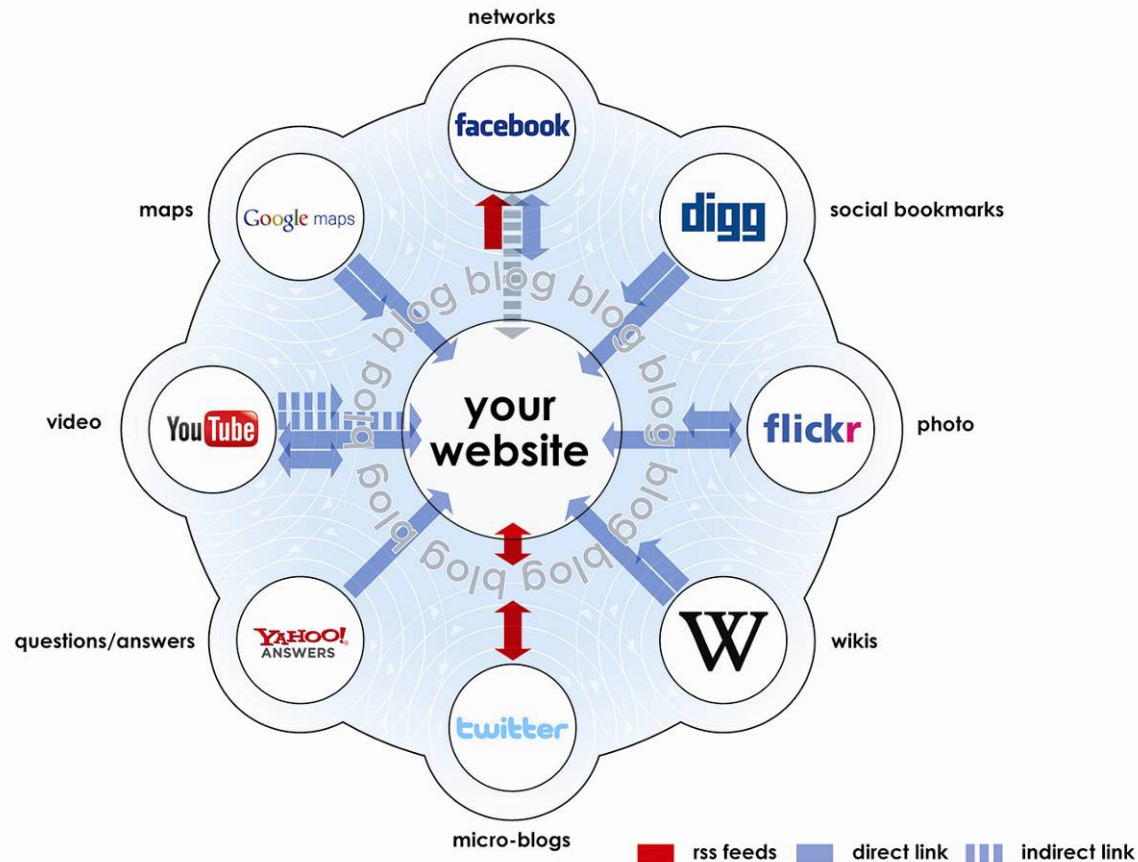 networks
facebook
maps
Google maps
digg
social bookmarks
blog blog blog blog blog blog blog blog blog blog
video
YouTube
your
website
flickr
photo
questions/answers
YAHOO!
ANSWERS
W
wikis
twitter
micro-blogs
rss feeds direct link indirect link